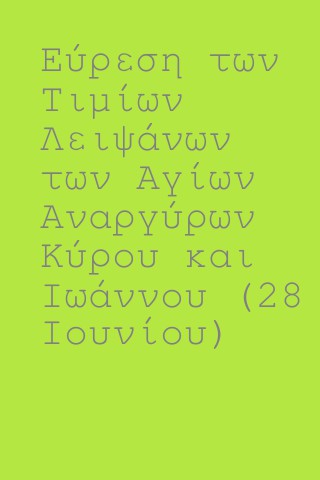 Εύρεση των
Τιμίων
Λειψάνων
των Αγίων
Αναργύρων
Κύρου και
Ιωάννου (28
Ιουνίου)